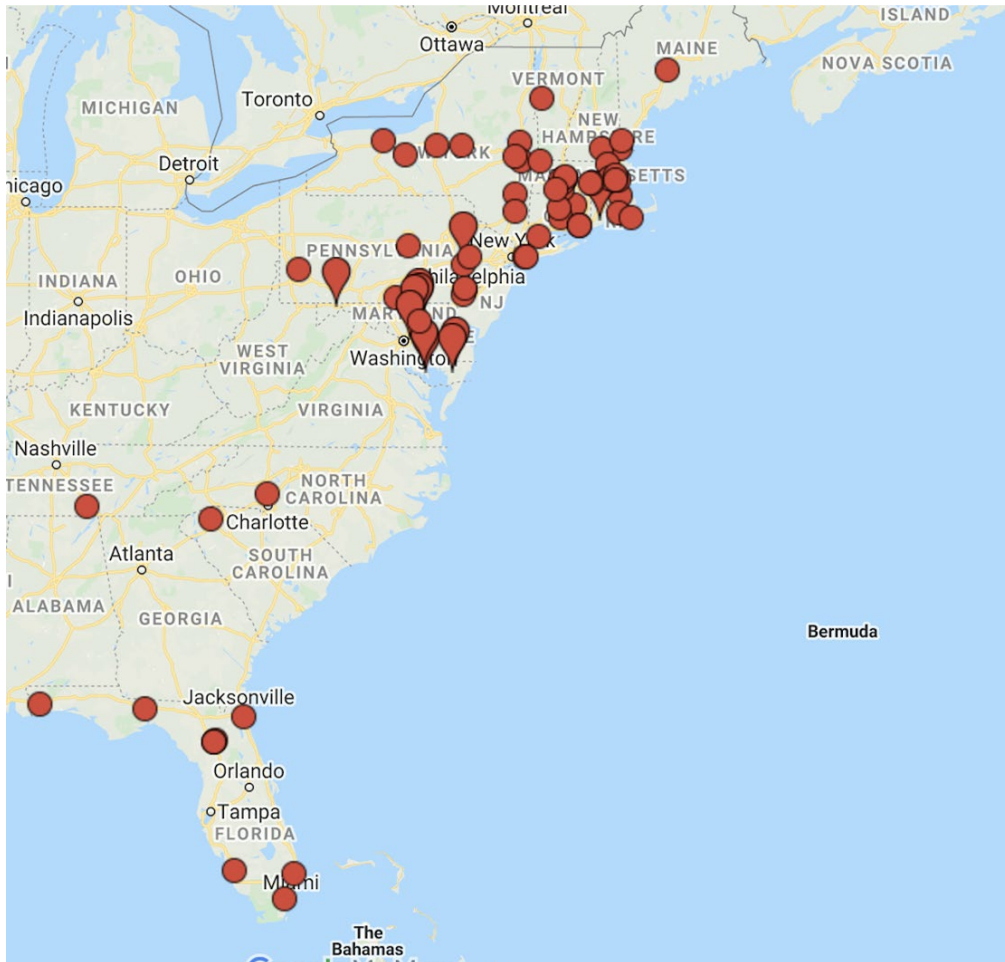 Montreal
ISLAND
Ottawa
MAINE
NOVA SCOTIA
VERMONT
MICHIGAN
Toronto
NEW
HAMPSHIRE
Detroit
PENNSYLVANIA
New York
INDIANA
OHIO
Philadelphia
NJ
Indianapolis
MARYLAND
WEST
VIRGINIA
Washington
KENTUCKY
VIRGINIA
Nashville
TENNESSEE
NORTH
CAROLINA
Charlotte
Atlanta
SOUTH
CAROLINA
ALABAMA
GEORGIA
Bermuda
Jacksonville
Orlando
Tampa
FLORIDA
Miami
The
Bahamas